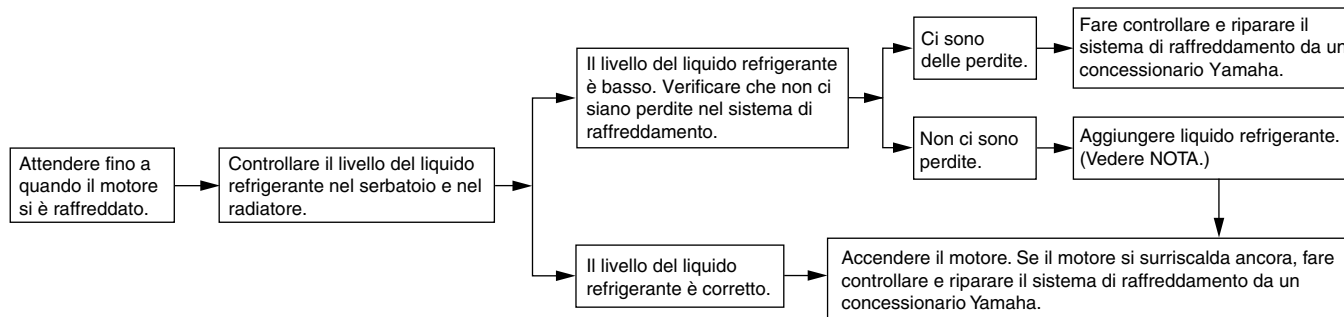 Attendere fino a
quando il motore
si è raffreddato.
Controllare il livello del liquido
refrigerante nel serbatoio e nel
radiatore.
Il livello del liquido refrigerante
è basso. Verificare che non ci
siano perdite nel sistema di
raffreddamento.
Ci sono
delle perdite.
Fare controllare e riparare il
sistema di raffreddamento da un
concessionario Yamaha.
Non ci sono
perdite.
Aggiungere liquido refrigerante.
(Vedere NOTA.)
Il livello del liquido
refrigerante è corretto.
Accendere il motore. Se il motore si surriscalda ancora, fare
controllare e riparare il sistema di raffreddamento da un
concessionario Yamaha.